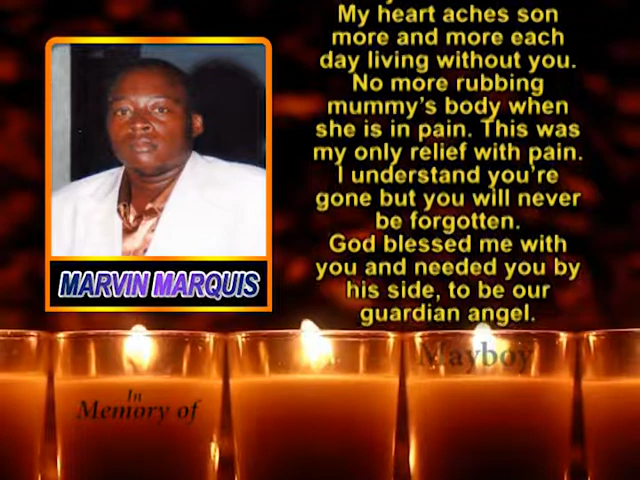 My heart aches son
more and more each
day living without you.
No more rubbing
mummy's body when
she is in pain. This was
my only relief with pain.
I understand you're
gone but you will never
be forgotten.
God blessed me with
you and needed you by
his side, to be our
guardian angel.
MARVIN MARQUIS
Mayboy
In
Memory of